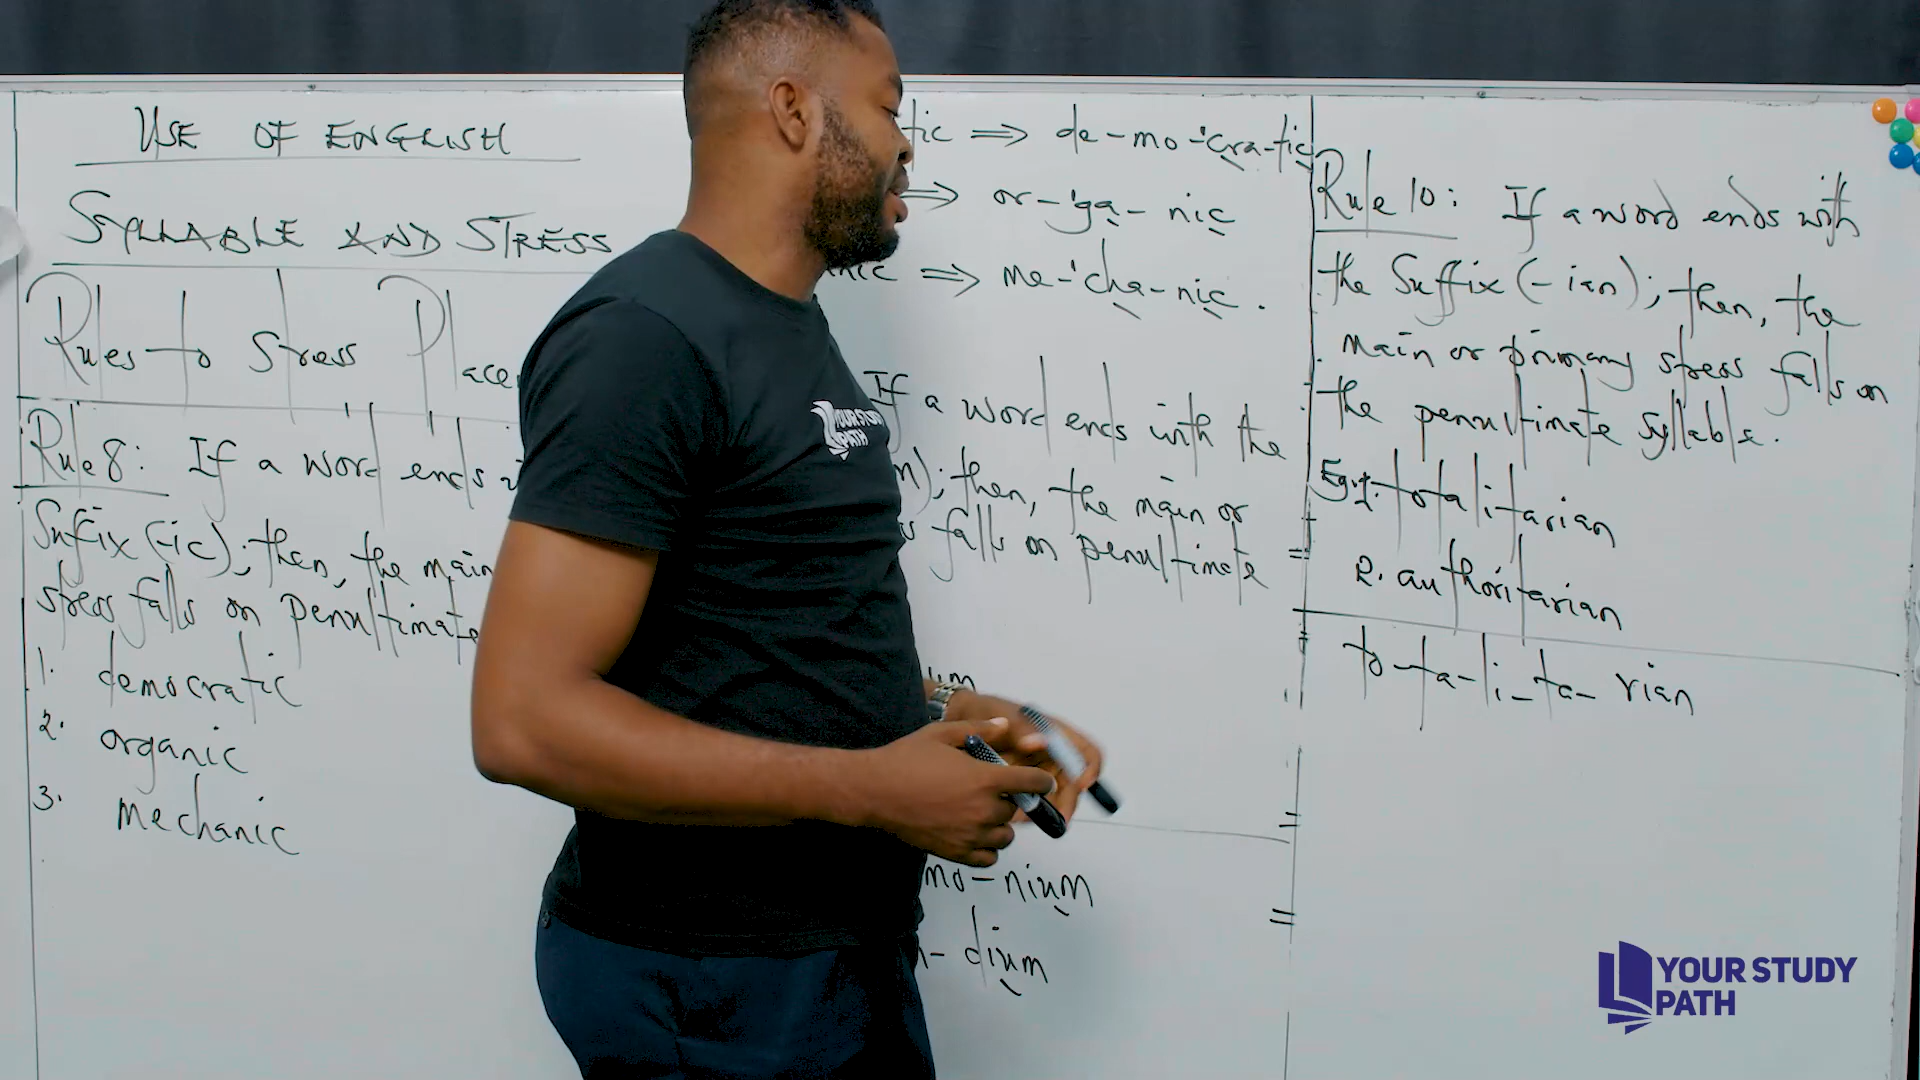 USE OF ENGLISH
SYLLABLE AND STRESS
Rules to Stress Place
Rule 8: If a word ends
Suffix (-ic); then, the main
stress falls on penultimate
1. democratic
2. organic
3. mechanic
tic ⇒ de-mo-'cra-tic
⇒ or-'ga-nic
nic ⇒ me-'cha-nic.
If a word ends with the
); then, the main or
falls on penultimate
um
mo-nium
- dium
Rule 10: If a word ends with
the Suffix (-ian); then, the
main or primary stress falls on
the penultimate syllable.
Eg. 1. totalitarian
2. authoritarian
to-ta-li-ta-rian
YOUR STUDY
PATH
YOUR STUDY
PATH